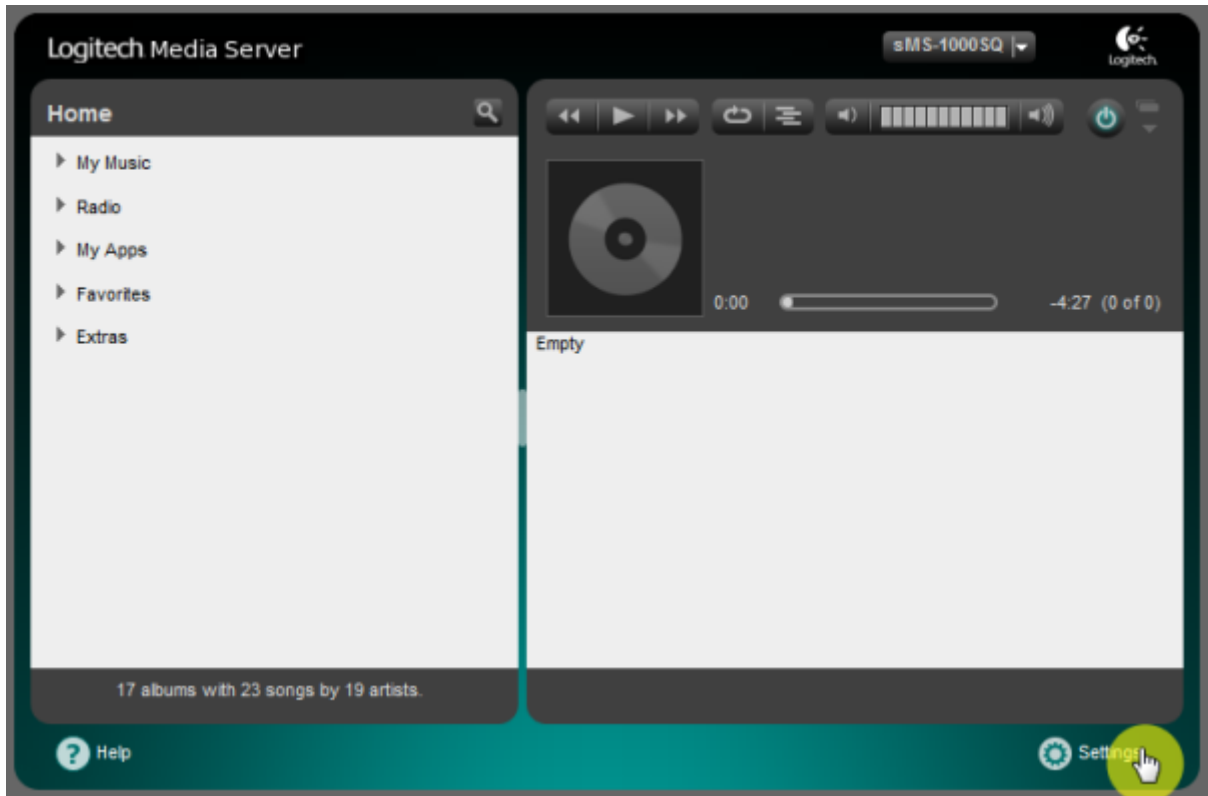 Logitech Media Server
sMS-1000SQ
Logitech
Home
My Music
Radio
My Apps
Favorites
Extras
17 albums with 23 songs by 19 artists.
0:00
-4:27 (0 of 0)
Empty
? Help
Settings